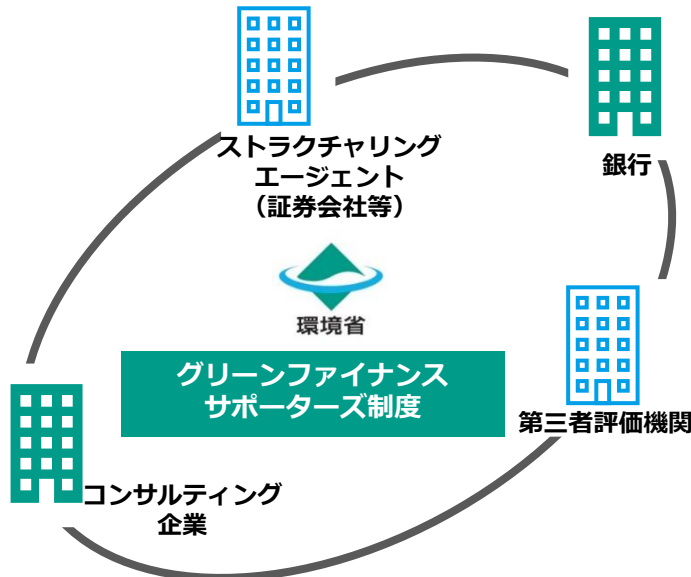 ストラクチャリング
エージェント
（証券会社等）
銀行
環境省
グリーンファイナンス
サポーターズ制度
第三者評価機関
コンサルティング
企業